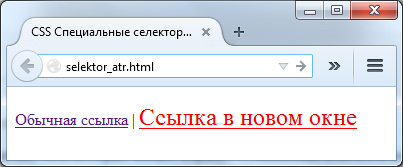 CSS Специальные селектор...
selektor_atr.html
Обычная ссылка | Ссылка в новом окне